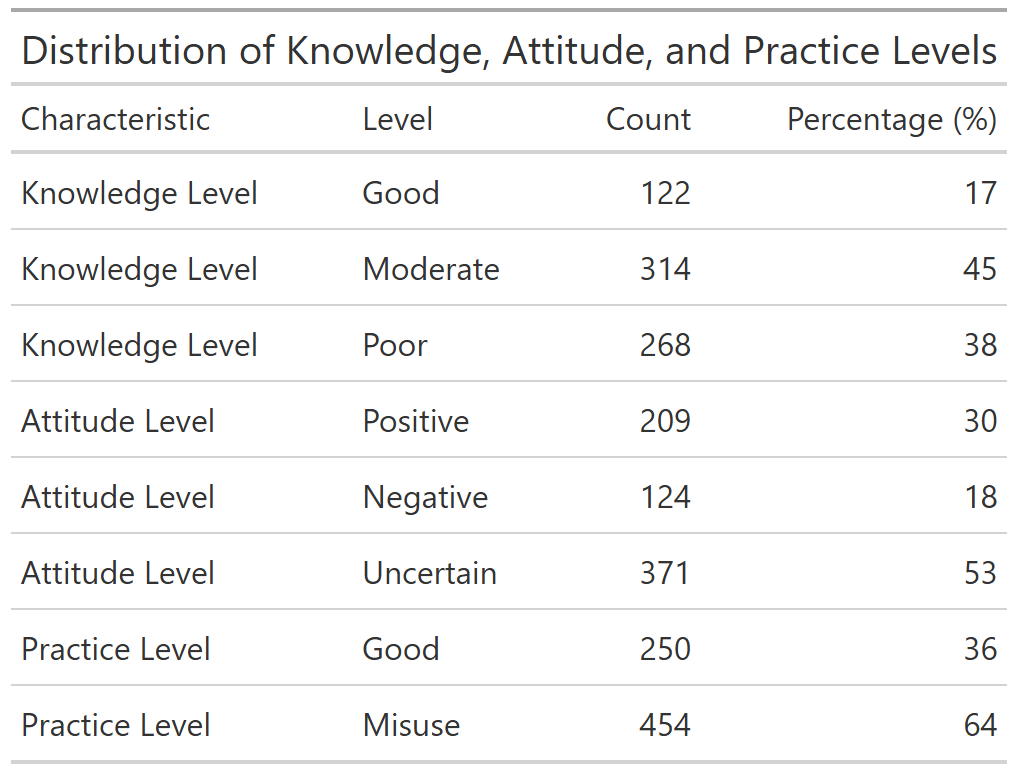 Distribution of Knowledge, Attitude, and Practice Levels
Characteristic Level Count Percentage (%)
Knowledge Level Good 122 17
Knowledge Level Moderate 314 45
Knowledge Level Poor 268 38
Attitude Level Positive 209 30
Attitude Level Negative 124 18
Attitude Level Uncertain 371 53
Practice Level Good 250 36
Practice Level Misuse 454 64